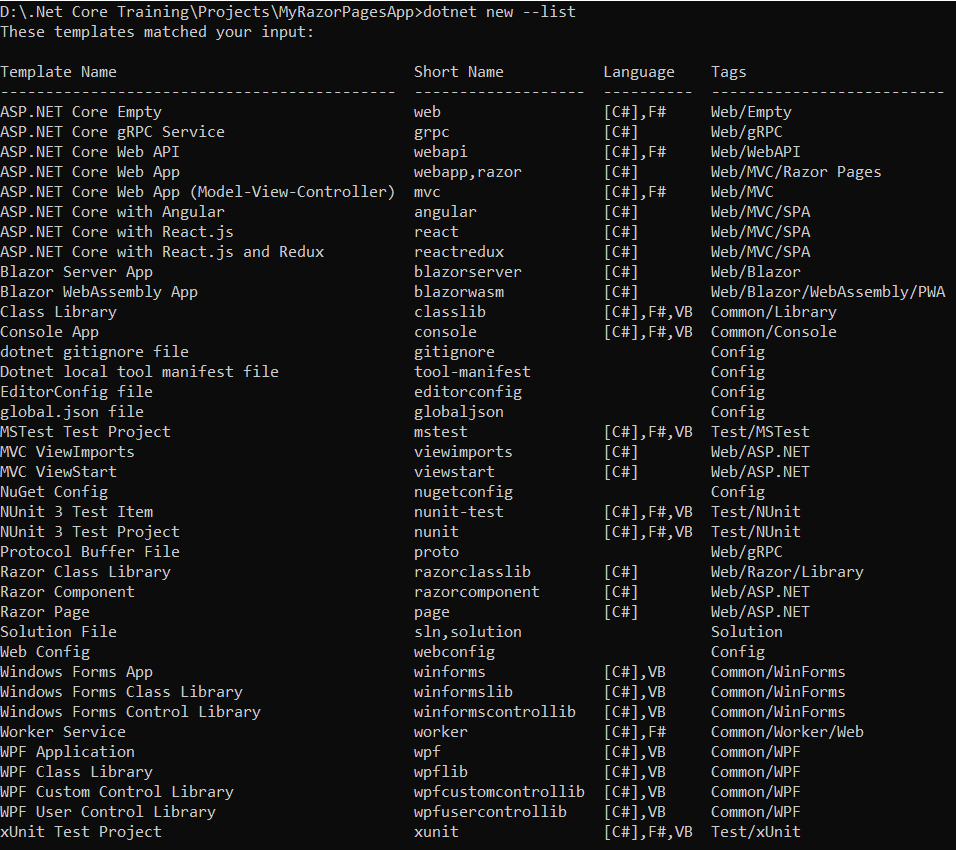 D:\.Net Core Training\Projects\MyRazorPagesApp>dotnet new --list
These templates matched your input:

Template Name                                 Short Name           Language    Tags
--------------------------------------------  -------------------  ----------  --------------------------
ASP.NET Core Empty                            web                  [C#],F#     Web/Empty
ASP.NET Core gRPC Service                     grpc                 [C#]        Web/gRPC
ASP.NET Core Web API                          webapi               [C#],F#     Web/WebAPI
ASP.NET Core Web App                          webapp,razor         [C#]        Web/MVC/Razor Pages
ASP.NET Core Web App (Model-View-Controller)  mvc                  [C#],F#     Web/MVC
ASP.NET Core with Angular                     angular              [C#]        Web/MVC/SPA
ASP.NET Core with React.js                    react                [C#]        Web/MVC/SPA
ASP.NET Core with React.js and Redux          reactredux           [C#]        Web/MVC/SPA
Blazor Server App                             blazorserver         [C#]        Web/Blazor
Blazor WebAssembly App                        blazorwasm           [C#]        Web/Blazor/WebAssembly/PWA
Class Library                                 classlib             [C#],F#,VB  Common/Library
Console App                                   console              [C#],F#,VB  Common/Console
dotnet gitignore file                         gitignore                        Config
Dotnet local tool manifest file               tool-manifest                    Config
EditorConfig file                             editorconfig                     Config
global.json file                              globaljson                       Config
MSTest Test Project                           mstest               [C#],F#,VB  Test/MSTest
MVC ViewImports                               viewimports          [C#]        Web/ASP.NET
MVC ViewStart                                 viewstart            [C#]        Web/ASP.NET
NuGet Config                                  nugetconfig                      Config
NUnit 3 Test Item                             nunit-test           [C#],F#,VB  Test/NUnit
NUnit 3 Test Project                          nunit                [C#],F#,VB  Test/NUnit
Protocol Buffer File                          proto                            Web/gRPC
Razor Class Library                           razorclasslib        [C#]        Web/Razor/Library
Razor Component                               razorcomponent       [C#]        Web/ASP.NET
Razor Page                                    page                 [C#]        Web/ASP.NET
Solution File                                 sln,solution                     Solution
Web Config                                    webconfig                        Config
Windows Forms App                             winforms             [C#],VB     Common/WinForms
Windows Forms Class Library                   winformslib          [C#],VB     Common/WinForms
Windows Forms Control Library                 winformscontrollib   [C#],VB     Common/WinForms
Worker Service                                worker               [C#],F#     Common/Worker/Web
WPF Application                               wpf                  [C#],VB     Common/WPF
WPF Class Library                             wpflib               [C#],VB     Common/WPF
WPF Custom Control Library                    wpfcustomcontrollib  [C#],VB     Common/WPF
WPF User Control Library                      wpfusercontrollib    [C#],VB     Common/WPF
xUnit Test Project                            xunit                [C#],F#,VB  Test/xUnit